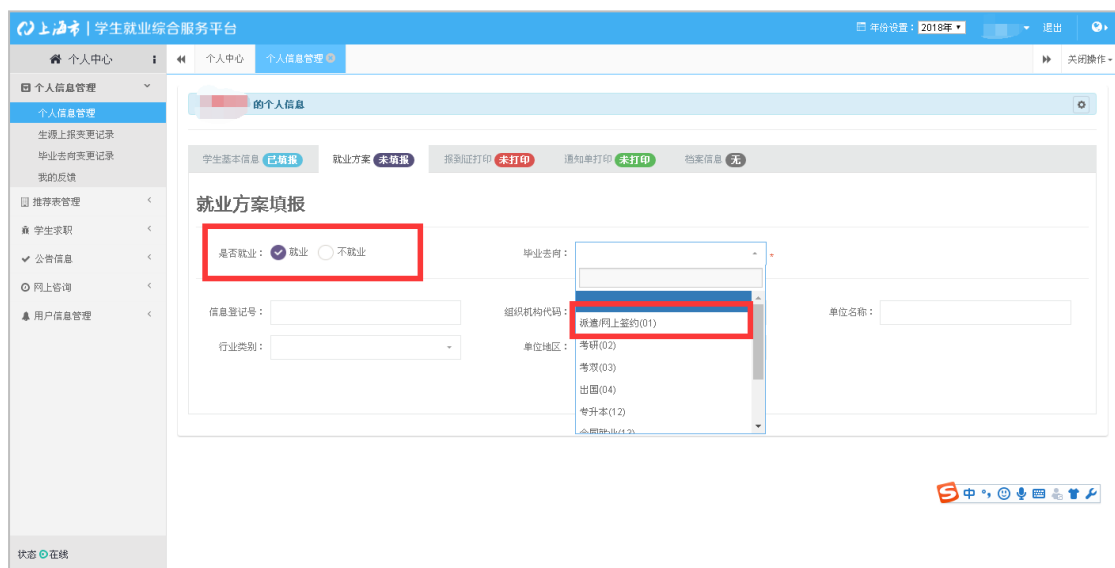 上海市 | 学生就业综合服务平台
年份设置：2018年
退出
个人中心
个人中心
个人信息管理
关闭操作
个人信息管理
个人信息管理
生源上报变更记录
毕业去向变更记录
我的反馈
推荐表管理
学生求职
公告信息
网上咨询
用户信息管理
的个人信息
学生基本信息 已填报
就业方案 未填报
报到证打印 未打印
通知单打印 未打印
档案信息 无
就业方案填报
是否就业： 就业 不就业
毕业去向： *
信息登记号：
组织机构代码：
单位名称：
行业类别：
单位地区：
派遣/网上签约(01)
考研(02)
考双(03)
出国(04)
专升本(12)
合同就业(13)
中
状态 在线